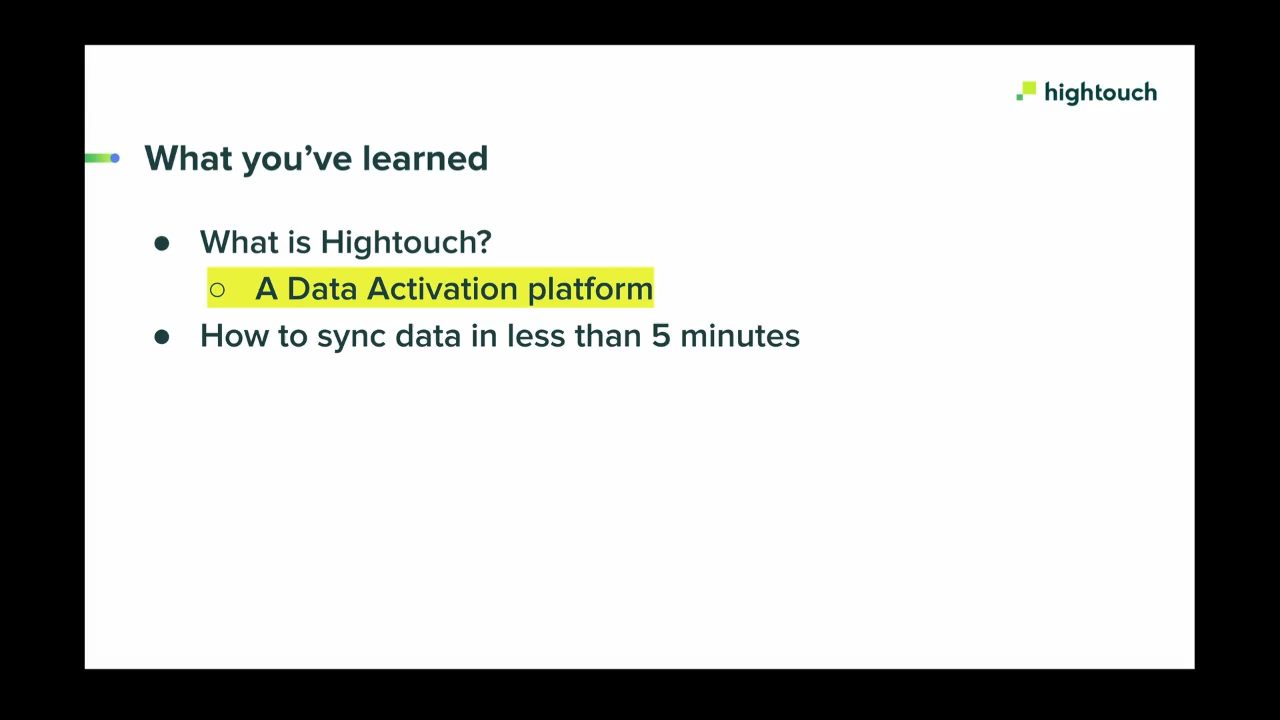 hightouch
What you’ve learned
● What is Hightouch?
○ A Data Activation platform
● How to sync data in less than 5 minutes